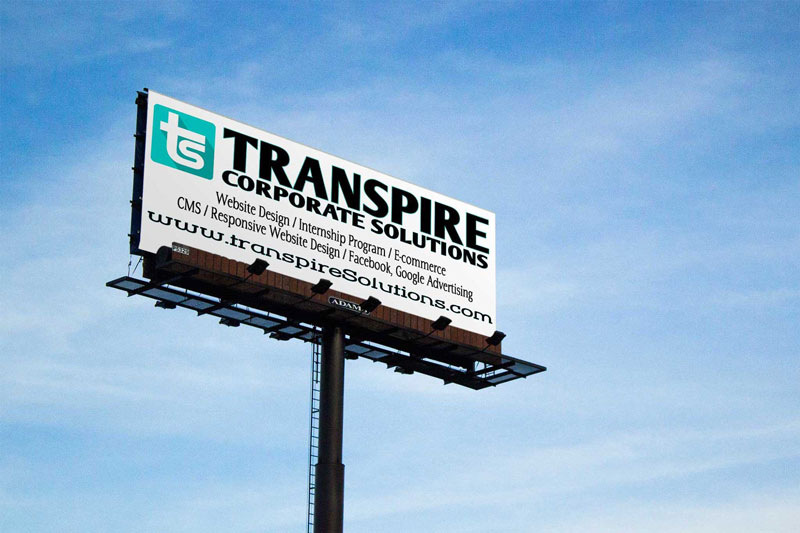 ts
TRANSPIRE
CORPORATE SOLUTIONS
Website Design / Internship Program / E-commerce
CMS / Responsive Website Design / Facebook, Google Advertising
www.transpireSolutions.com
ADAMS